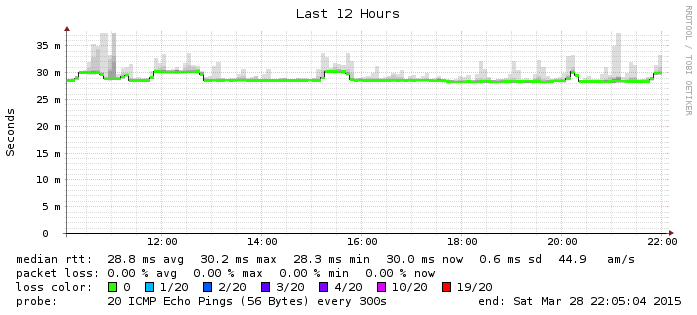 Last 12 Hours
RRDTOOL / TOBI OETIKER
Seconds
35 m
30 m
25 m
20 m
15 m
10 m
5 m
0
12:00 14:00 16:00 18:00 20:00 22:00
median rtt: 28.8 ms avg 30.2 ms max 28.3 ms min 30.0 ms now 0.6 ms sd 44.9 am/s
packet loss: 0.00 % avg 0.00 % max 0.00 % min 0.00 % now
loss color: 0 1/20 2/20 3/20 4/20 10/20 19/20
probe: 20 ICMP Echo Pings (56 Bytes) every 300s end: Sat Mar 28 22:05:04 2015